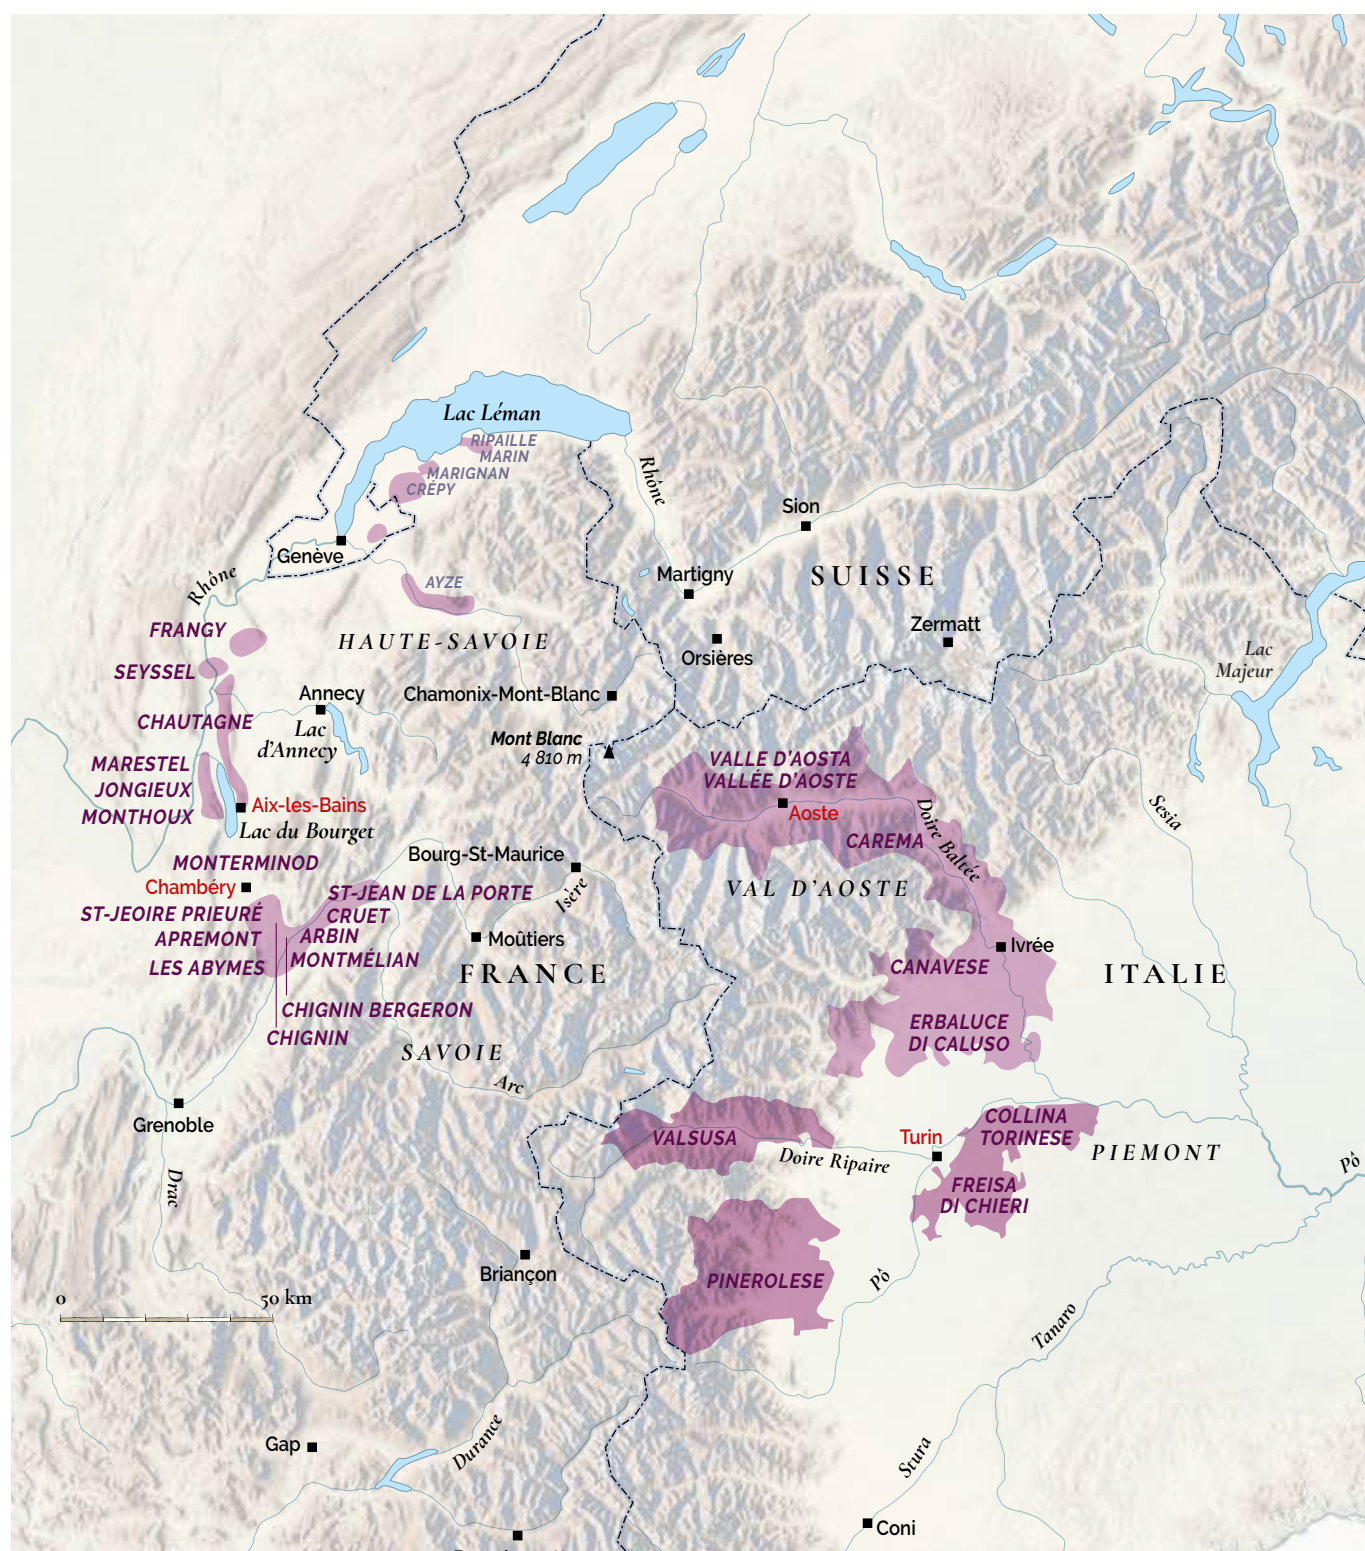 Lac Léman
RIPAILLE
MARIN
MARIGNAN
CRÉPY
Rhône
Sion
Genève
Martigny
SUISSE
Rhône
AYZE
FRANGY
HAUTE-SAVOIE
Orsières
Zermatt
Lac
Majeur
SEYSSEL
Annecy
Chamonix-Mont-Blanc
CHAUTAGNE
Lac
d'Annecy
Mont Blanc
4 810 m
VALLE D'AOSTA
VALLÉE D'AOSTE
MARESTEL
JONGIEUX
MONTHOUX
Aix-les-Bains
Lac du Bourget
Aoste
Doire Baltée
Sesia
CAREMA
MONTERMINOD
Bourg-St-Maurice
Chambéry
ST-JEAN DE LA PORTE
Isère
VAL D'AOSTE
ST-JEOIRE PRIEURÉ
CRUET
APREMONT
ARBIN
Moûtiers
Ivrée
LES ABYMES
MONTMÉLIAN
FRANCE
CANAVESE
ITALIE
CHIGNIN BERGERON
CHIGNIN
ERBALUCE
DI CALUSO
SAVOIE
Arc
Grenoble
VALSUSA
Turin
COLLINA
TORINESE
PIEMONT
Doire Ripaire
Pô
Drac
FREISA
DI CHIERI
Briançon
PINEROLESE
Pô
0
50 km
Tanaro
Gap
Durance
Stura
Coni